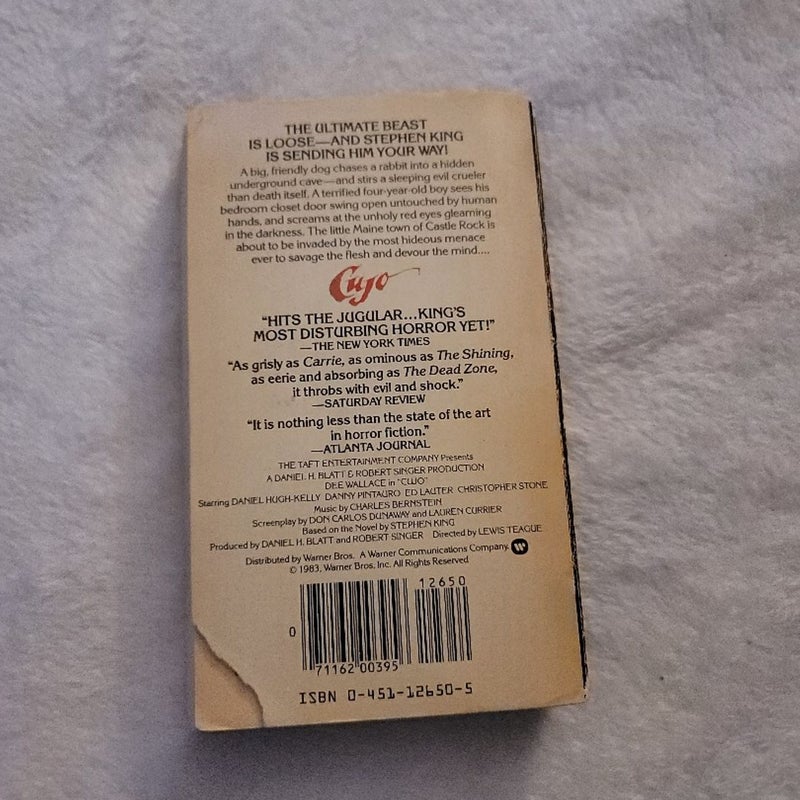 THE ULTIMATE BEAST
IS LOOSE—AND STEPHEN KING
IS SENDING HIM YOUR WAY!
A big, friendly dog chases a rabbit into a hidden
underground cave—and stirs a sleeping evil crueler
than death itself. A terrified four-year-old boy sees his
bedroom closet door swing open untouched by human
hands, and screams at the unholy red eyes gleaming
in the darkness. The little Maine town of Castle Rock is
about to be invaded by the most hideous menace
ever to savage the flesh and devour the mind....
Cujo
"HITS THE JUGULAR...KING'S
MOST DISTURBING HORROR YET!"
—THE NEW YORK TIMES
"As grisly as Carrie, as ominous as The Shining,
as eerie and absorbing as The Dead Zone,
it throbs with evil and shock."
—SATURDAY REVIEW
"It is nothing less than the state of the art
in horror fiction."
—ATLANTA JOURNAL
THE TAFT ENTERTAINMENT COMPANY Presents
A DANIEL H. BLATT & ROBERT SINGER PRODUCTION
DEE WALLACE in "CUJO"
Starring DANIEL HUGH-KELLY DANNY PINTAURO ED LAUTER CHRISTOPHER STONE
Music by CHARLES BERNSTEIN
Screenplay by DON CARLOS DUNAWAY and LAUREN CURRIER
Based on the Novel by STEPHEN KING
Produced by DANIEL H. BLATT and ROBERT SINGER Directed by LEWIS TEAGUE
Distributed by Warner Bros. A Warner Communications Company
© 1983, Warner Bros. Inc. All Rights Reserved
12650
0
71162 00395
ISBN 0-451-12650-5